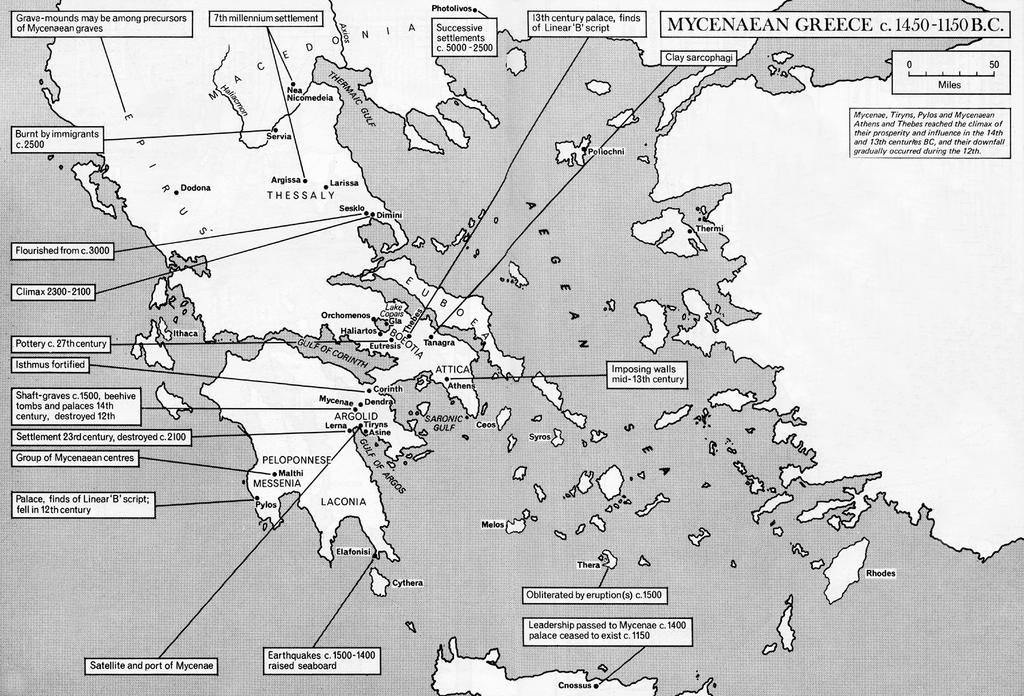 MYCENAEAN GREECE c.1450-1150 B.C.
0 50
Miles
Mycenae, Tiryns, Pylos and Mycenaean
Athens and Thebes reached the climax of
their prosperity and influence in the 14th
and 13th centuries BC, and their downfall
gradually occurred during the 12th.
Grave-mounds may be among precursors
of Mycenaean graves
7th millennium settlement
Photolivos
Successive
settlements
c. 5000-2500
13th century palace, finds
of Linear 'B' script
Clay sarcophagi
MACEDONIA
Axios
Haliacmon
THERMAIC GULF
Nea
Nicomedeia
Servia
Burnt by immigrants
c.2500
EPIRUS
Dodona
Argissa
Larissa
THESSALY
Poliochni
Sesklo
Dimini
Thermi
AEGEAN
SEA
Flourished from c.3000
Climax 2300-2100
EUBOEA
Lake
Copais
Orchomenos
Gla
Haliartos
Thebes
BOEOTIA
Eutresis
Tanagra
Ithaca
Pottery c. 27th century
GULF OF CORINTH
Isthmus fortified
ATTICA
Athens
Imposing walls
mid-13th century
Corinth
Shaft-graves c.1500, beehive
tombs and palaces 14th
century, destroyed 12th
Mycenae
Dendra
ARGOLID
Lerna
Tiryns
Asine
SARONIC
GULF
Ceos
Syros
Settlement 23rd century, destroyed c.2100
GULF OF ARGOS
Group of Mycenaean centres
PELOPONNESE
Malthi
MESSENIA
Palace, finds of Linear 'B' script;
fell in 12th century
Pylos
LACONIA
Melos
Elafonisi
Cythera
Thera
Rhodes
Obliterated by eruption(s) c.1500
Leadership passed to Mycenae c.1400
palace ceased to exist c.1150
Satellite and port of Mycenae
Earthquakes c.1500-1400
raised seaboard
Cnossus